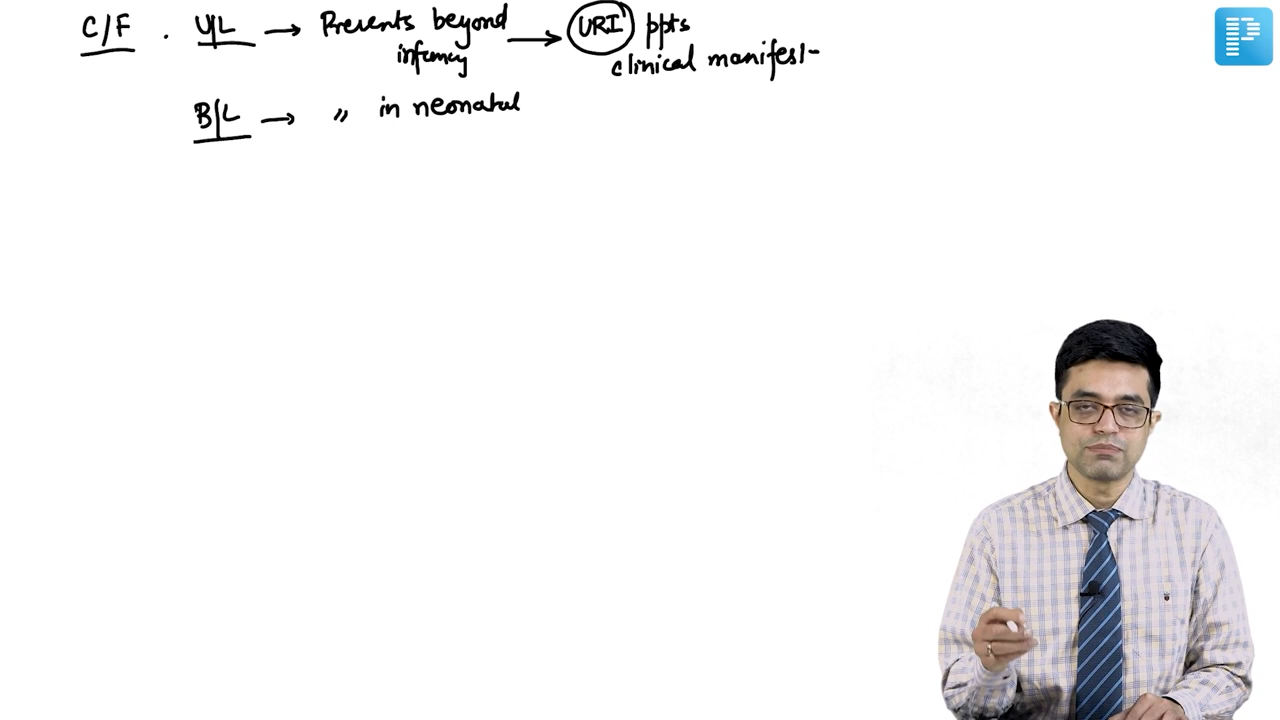 C/F . U/L → Presents beyond infancy → URI ppts clinical manifest-
B/L → 〃 in neonatal